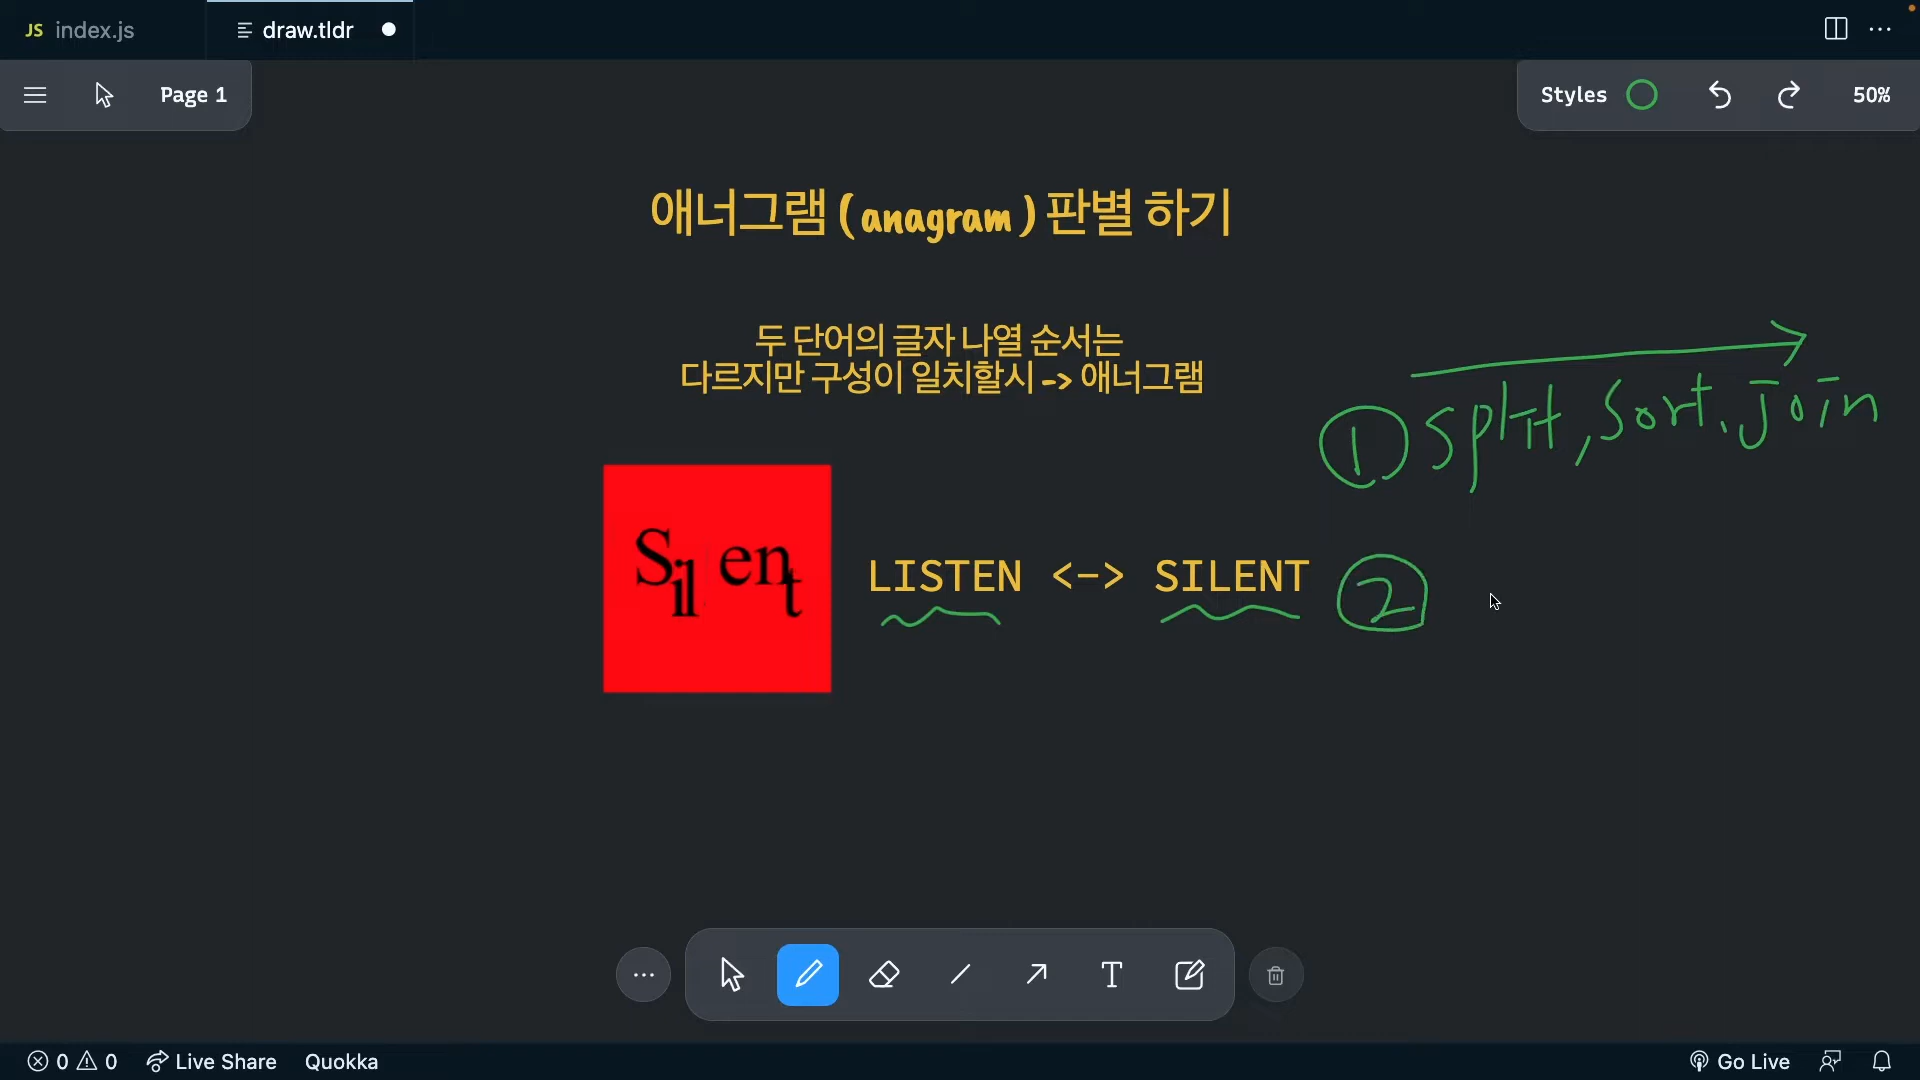 JS index.js
draw.tldr
Page 1
Styles
50%
애너그램 (anagram) 판별 하기
두 단어의 글자 나열 순서는
다르지만 구성이 일치할시 -> 애너그램
① split, sort, join
Silent
LISTEN <-> SILENT
②
T
0 0 Live Share Quokka
Go Live